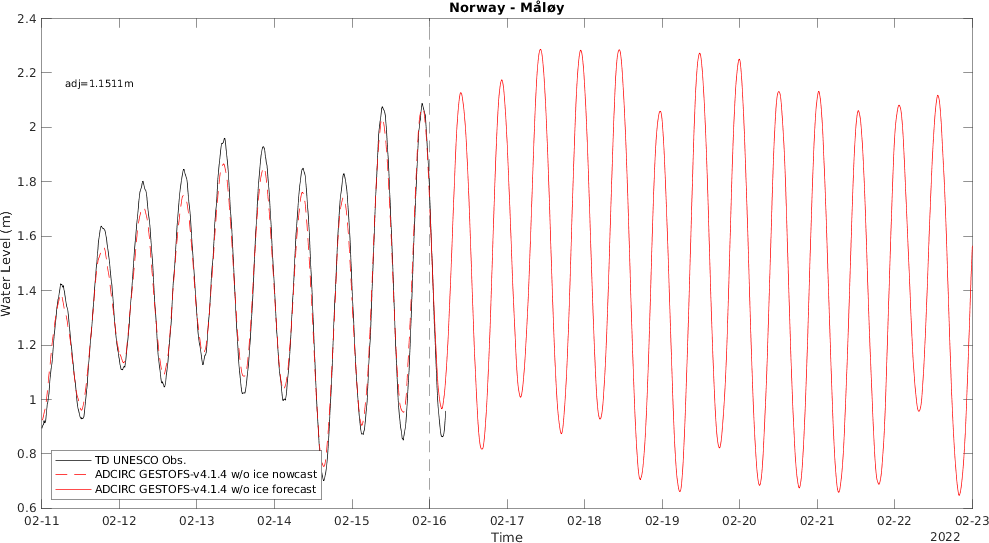 Norway - Måløy
2.4
2.2
2
1.8
1.6
1.4
1.2
1
0.8
0.6
Water Level (m)
adj=1.1511m
TD UNESCO Obs.
ADCIRC GESTOFS-v4.1.4 w/o ice nowcast
ADCIRC GESTOFS-v4.1.4 w/o ice forecast
02-11 02-12 02-13 02-14 02-15 02-16 02-17 02-18 02-19 02-20 02-21 02-22 02-23
Time
2022